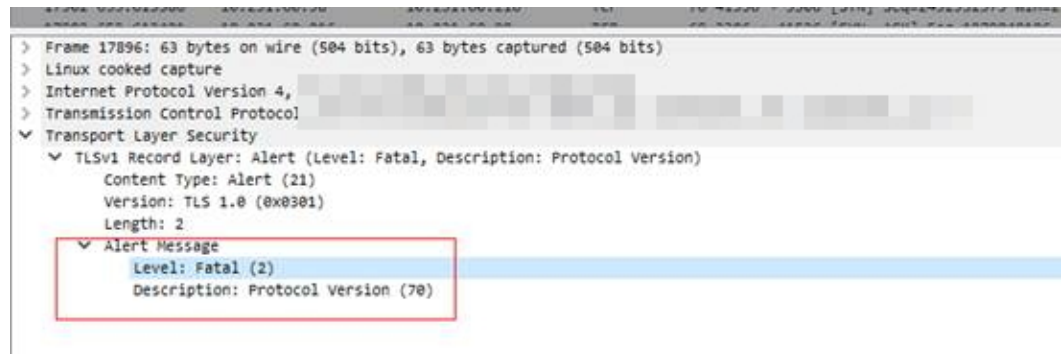 > Frame 17896: 63 bytes on wire (504 bits), 63 bytes captured (504 bits)
> Linux cooked capture
> Internet Protocol Version 4,
> Transmission Control Protocol
Transport Layer Security
TLSv1 Record Layer: Alert (Level: Fatal, Description: Protocol Version)
Content Type: Alert (21)
Version: TLS 1.0 (0x0301)
Length: 2
Alert Message
Level: Fatal (2)
Description: Protocol Version (70)